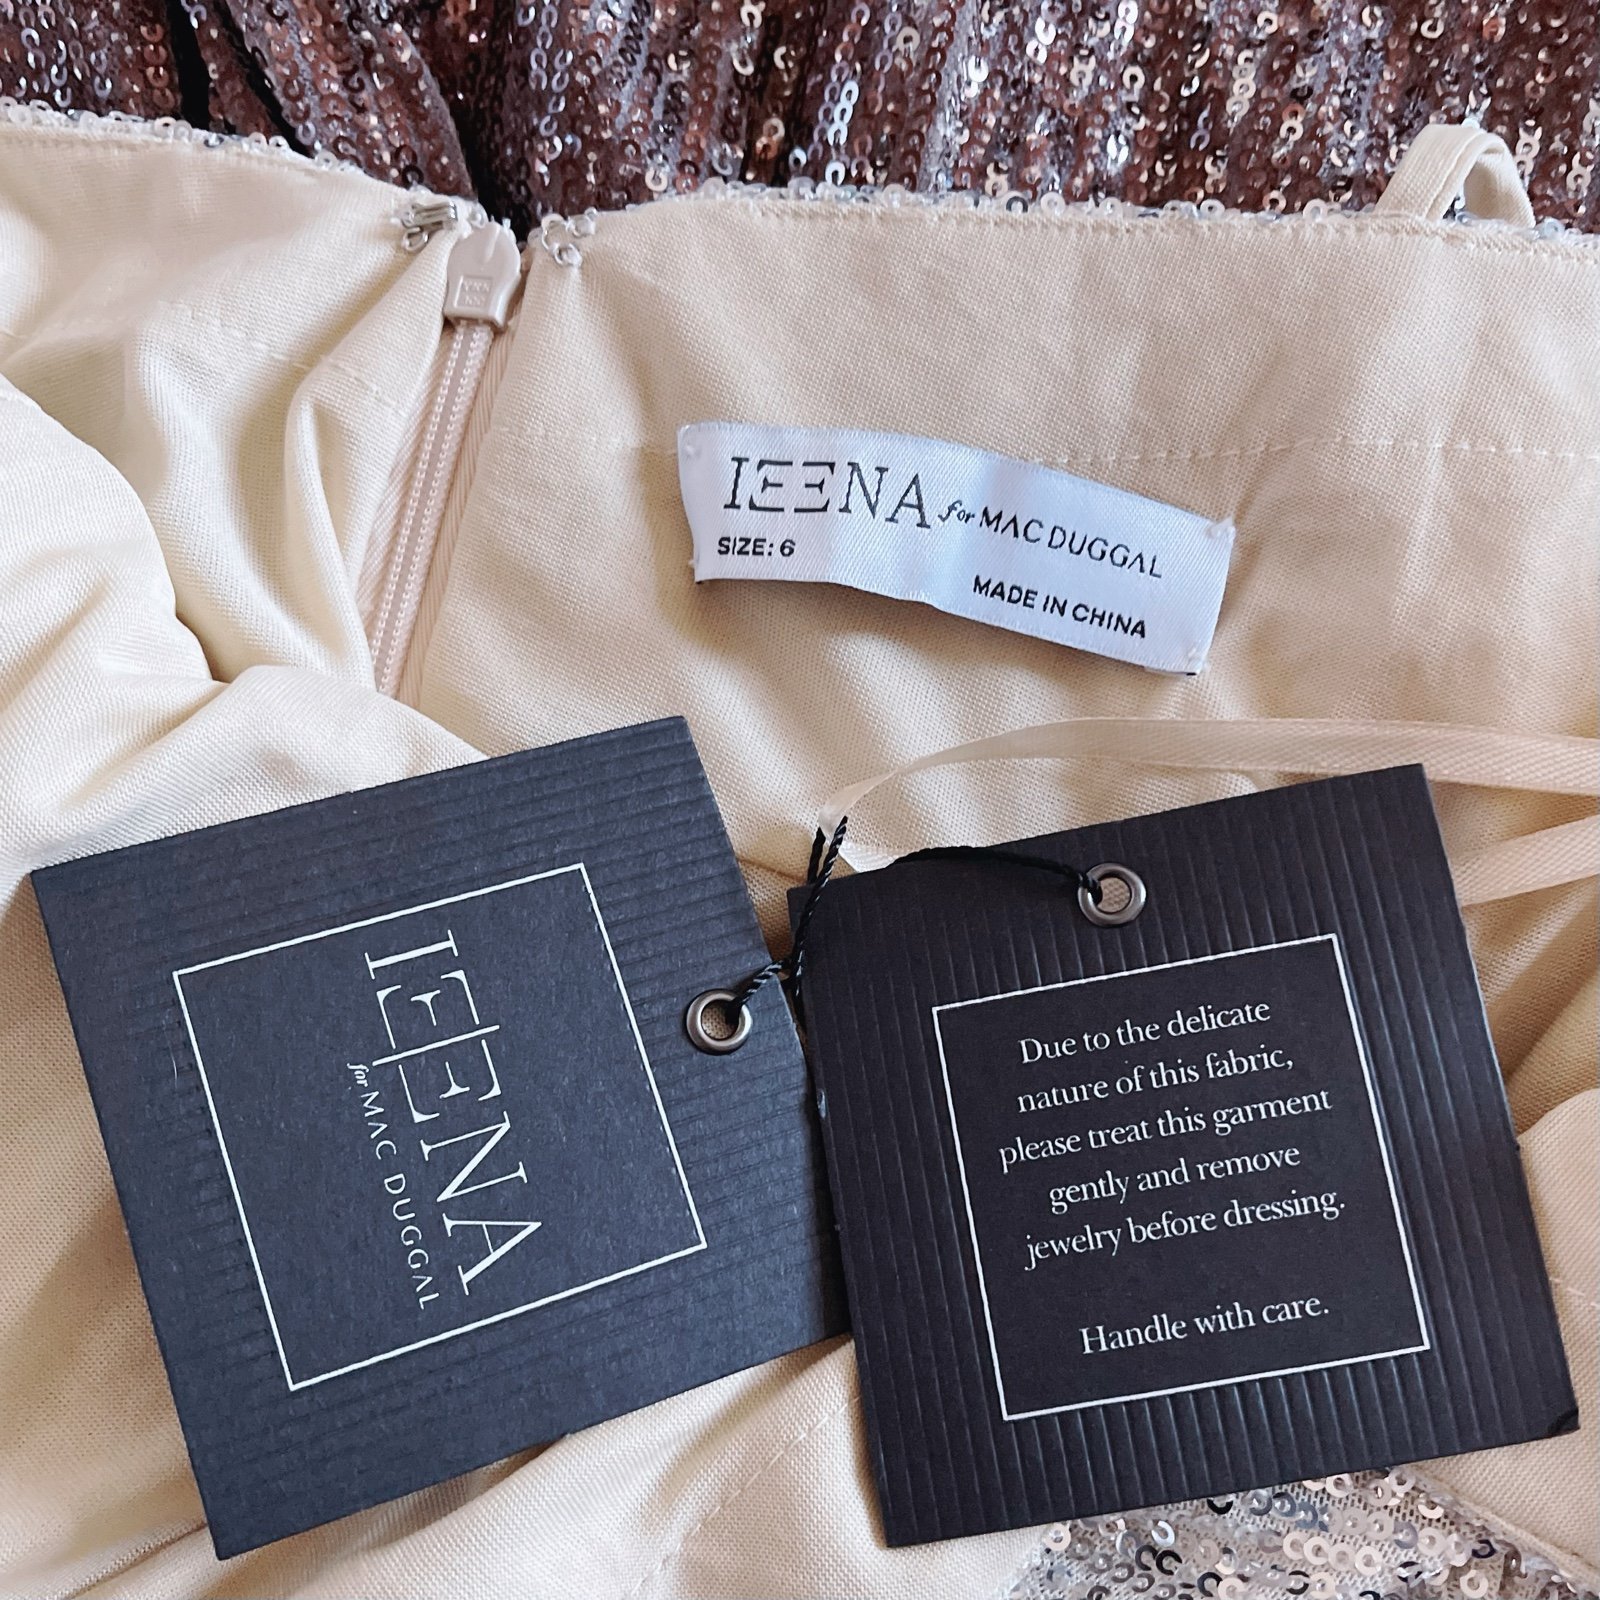 IEENA for MAC DUGGAL
SIZE: 6
MADE IN CHINA
IEENA
for MAC DUGGAL
Due to the delicate
nature of this fabric,
please treat this garment
gently and remove
jewelry before dressing.
Handle with care.